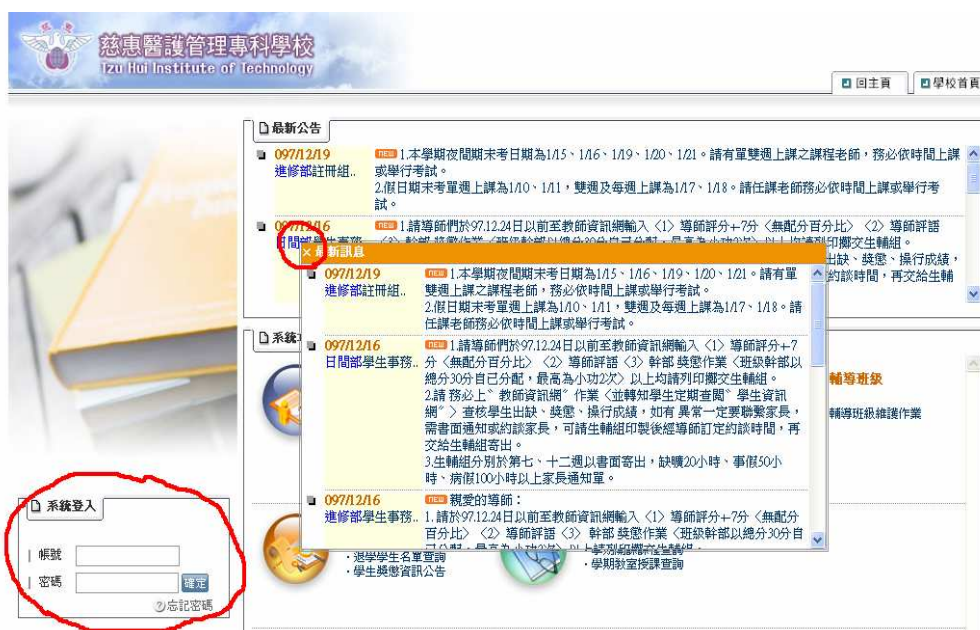 慈惠醫護管理專科學校
Tzu Hui Institute of Technology
回主頁
學校首頁
最新公告
097/12/19
進修部註冊組..
new 1.本學期夜間期末考日期為1/15、1/16、1/19、1/20、1/21。請有單雙週上課之課程老師，務必依時間上課
或舉行考試。
2.假日期末考單週上課為1/10、1/11，雙週及每週上課為1/17、1/18。請任課老師務必依時間上課或舉行考
試。
097/12/16
日間部學生事務..
new 1.請導師們於97.12.24日以前至教師資訊網輸入〈1〉導師評分+-7分〈無配分百分比〉〈2〉導師評語
出缺、獎懲、操行成績，
約談時間，再交給生輔
最新訊息
097/12/19
進修部註冊組..
new 1.本學期夜間期末考日期為1/15、1/16、1/19、1/20、1/21。請有單
雙週上課之課程老師，務必依時間上課或舉行考試。
2.假日期末考單週上課為1/10、1/11，雙週及每週上課為1/17、1/18。請
任課老師務必依時間上課或舉行考試。
097/12/16
日間部學生事務..
new 1.請導師們於97.12.24日以前至教師資訊網輸入〈1〉導師評分+-7
分〈無配分百分比〉〈2〉導師評語〈3〉幹部 獎懲作業〈班級幹部以
總分30分自己分配，最高為小功2次〉以上均請列印擲交生輔組。
2.請 務必上〝教師資訊網〞作業〈並轉知學生定期查閱〝學生資訊
網〞〉查核學生出缺、獎懲、操行成績，如有 異常一定要聯繫家長，
需書面通知或約談家長，可請生輔組印製後經導師訂定約談時間，再
交給生輔組寄出。
3.生輔組分別於第七、十二週以書面寄出，缺曠20小時、事假50小
時、病假100小時以上家長通知單。
097/12/16
進修部學生事務..
new 親愛的導師：
1. 請於97.12.24日以前至教師資訊網輸入〈1〉導師評分+-7分〈無配分
百分比〉〈2〉導師評語〈3〉幹部 獎懲作業〈班級幹部以總分30分自
輔導班級
輔導班級維護作業
系統登入
帳號
密碼
確定
忘記密碼
・退學學生名單查詢
・學生獎懲資訊公告
・學期教室授課查詢